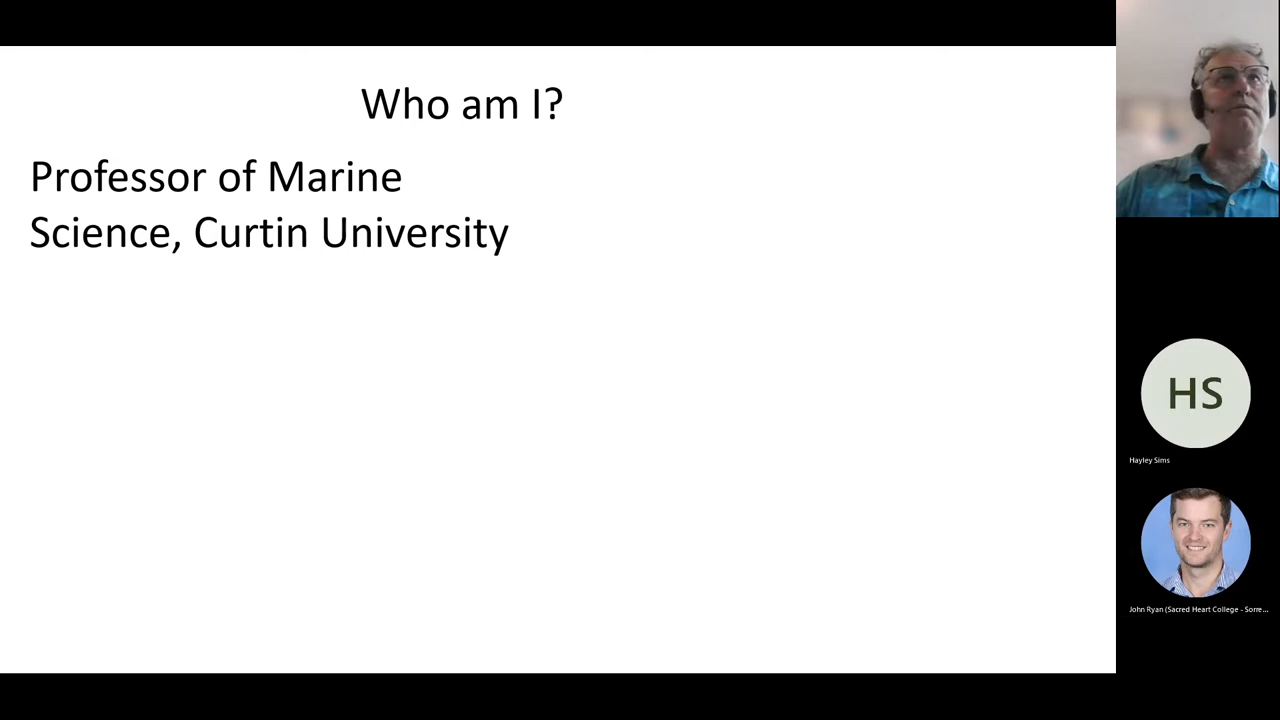 Who am I?
Professor of Marine
Science, Curtin University
HS
Hayley Sims
John Ryan (Sacred Heart College - Sorre...